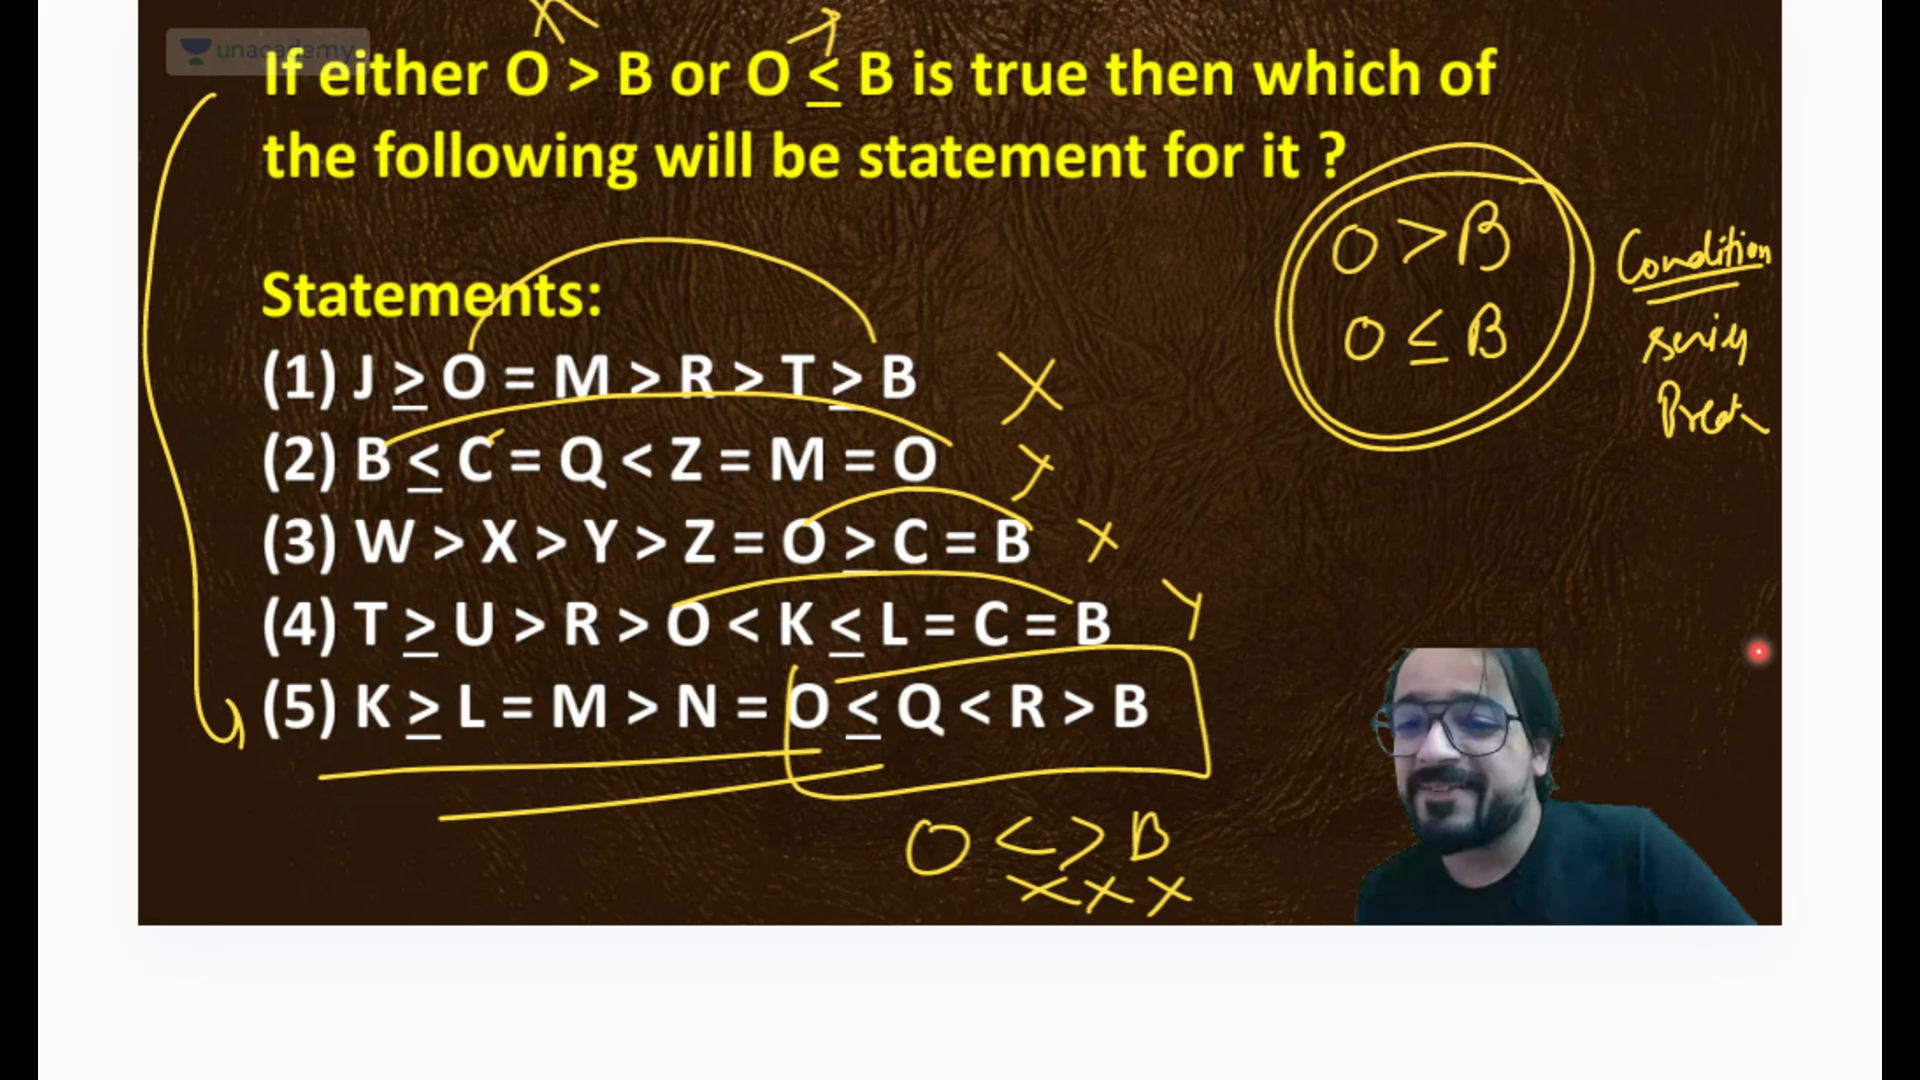 unacademy
If either O > B or O ≤ B is true then which of
the following will be statement for it ?
O > B
O ≤ B
Condition
series
Break
Statements:
(1) J ≥ O = M > R > T ≥ B
(2) B ≤ C = Q < Z = M = O
(3) W > X > Y > Z = O ≥ C = B
(4) T ≥ U > R > O < K ≤ L = C = B
(5) K ≥ L = M > N = O ≤ Q < R > B
O < > B
× × ×